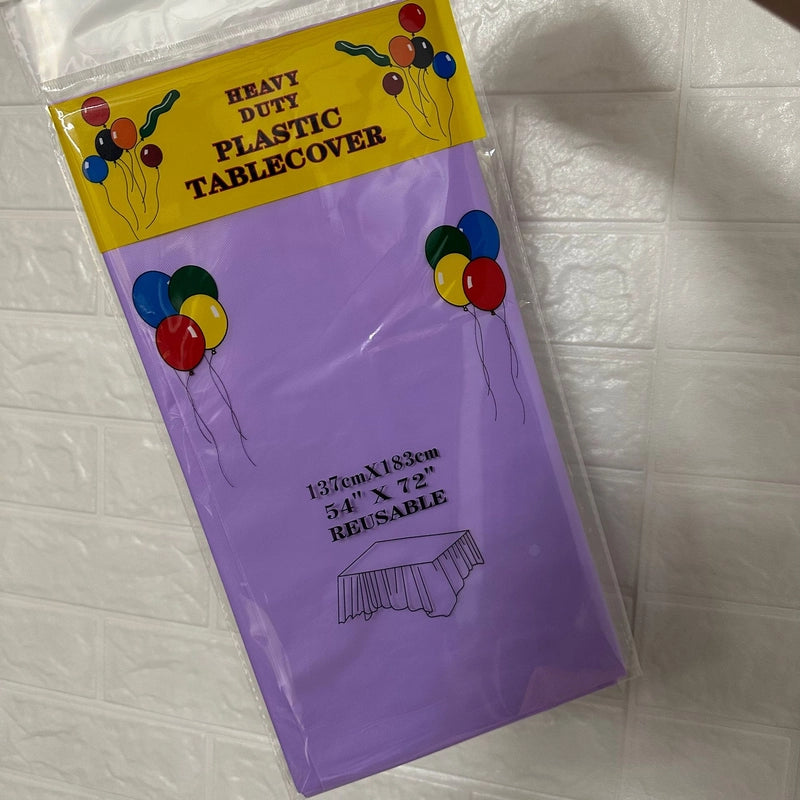 HEAVY
DUTY
PLASTIC
TABLECOVER
137cmX183cm
54" X 72"
REUSABLE